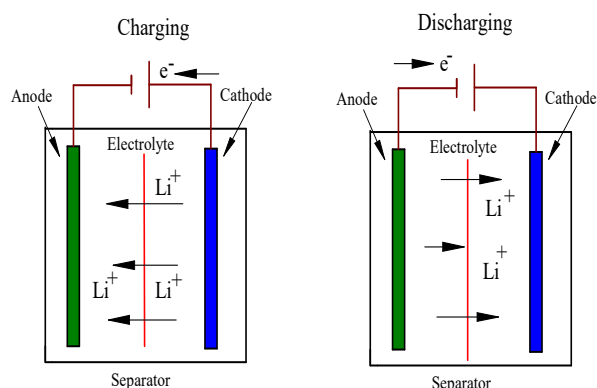 Charging
e-
Anode
Cathode
Electrolyte
Li+
Li+
Li+
Separator
Discharging
e-
Anode
Cathode
Electrolyte
Li+
Li+
Separator